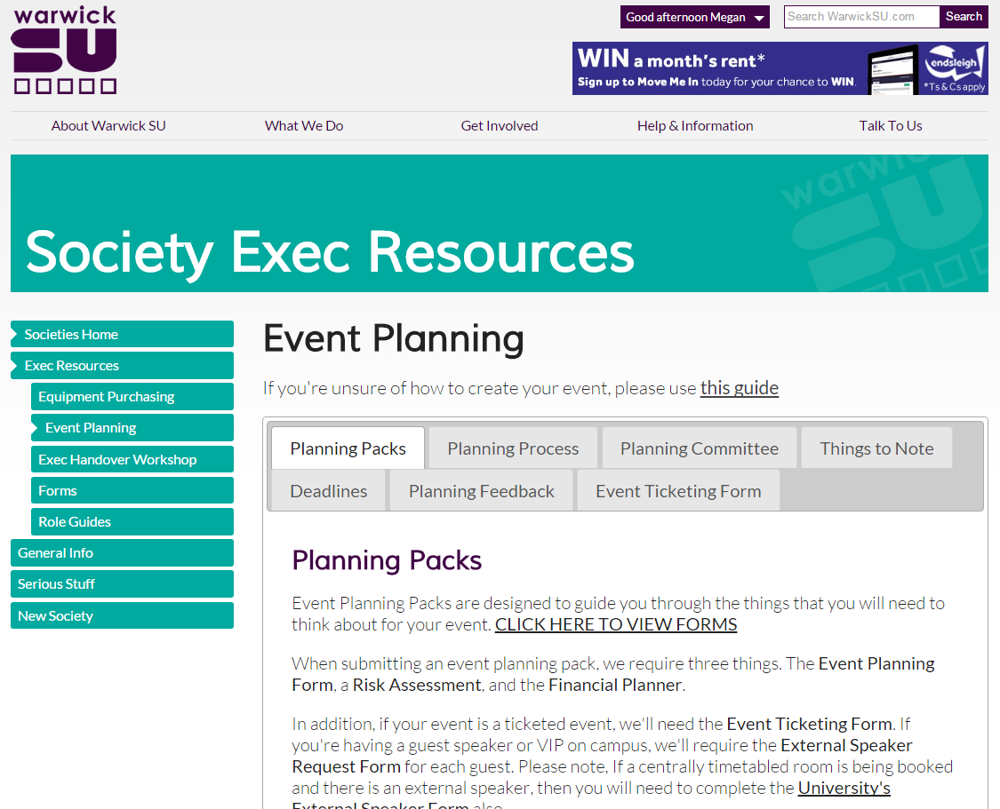 warwick
SU
Good afternoon Megan
Search WarwickSU.com
Search
WIN a month's rent*
Sign up to Move Me In today for your chance to WIN.
endsleigh
*Ts & Cs apply
About Warwick SU
What We Do
Get Involved
Help & Information
Talk To Us
warwick
SU
Society Exec Resources
Societies Home
Exec Resources
Equipment Purchasing
Event Planning
Exec Handover Workshop
Forms
Role Guides
General Info
Serious Stuff
New Society
Event Planning
If you're unsure of how to create your event, please use this guide
Planning Packs
Planning Process
Planning Committee
Things to Note
Deadlines
Planning Feedback
Event Ticketing Form
Planning Packs
Event Planning Packs are designed to guide you through the things that you will need to
think about for your event. CLICK HERE TO VIEW FORMS
When submitting an event planning pack, we require three things. The Event Planning
Form, a Risk Assessment, and the Financial Planner.
In addition, if your event is a ticketed event, we'll need the Event Ticketing Form. If
you're having a guest speaker or VIP on campus, we'll require the External Speaker
Request Form for each guest. Please note, If a centrally timetabled room is being booked
and there is an external speaker, then you will need to complete the University's
External Speaker Form also.